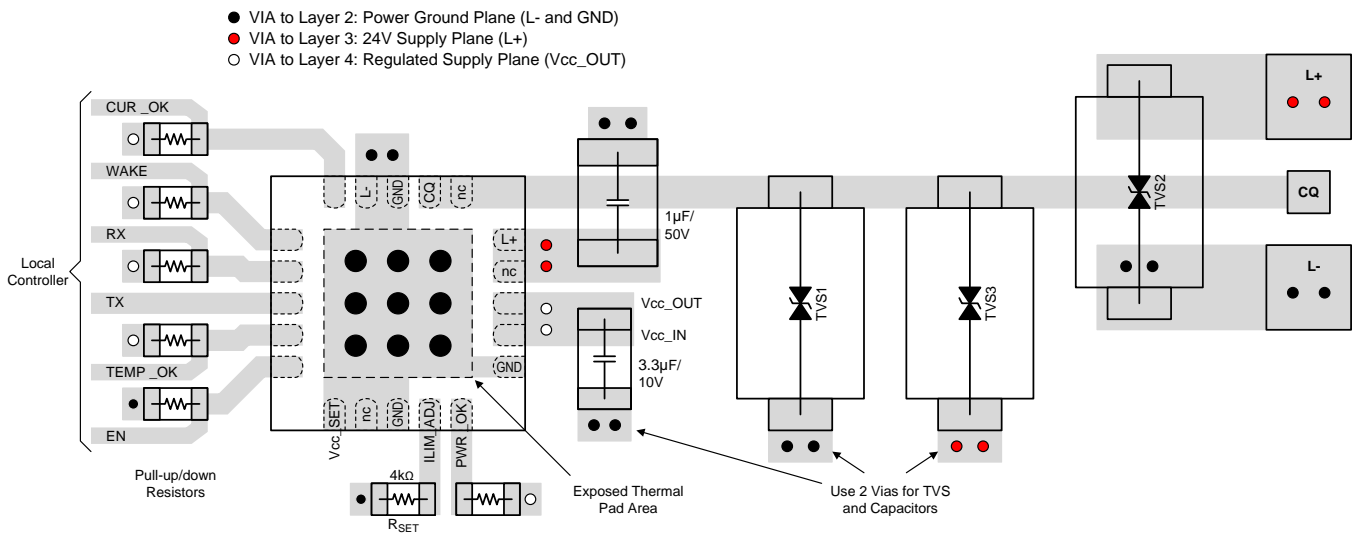 VIA to Layer 2: Power Ground Plane (L- and GND)
VIA to Layer 3: 24V Supply Plane (L+)
VIA to Layer 4: Regulated Supply Plane (Vcc_OUT)
CUR _OK
WAKE
RX
Local
Controller
TX
TEMP _OK
EN
Pull-up/down
Resistors
L-
GND
CQ
nc
L+
nc
GND
Vcc_SET
nc
GND
ILIM_ADJ
PWR _OK
1µF/
50V
Vcc_OUT
Vcc_IN
3.3µF/
10V
4kΩ
RSET
Exposed Thermal
Pad Area
Use 2 Vias for TVS
and Capacitors
TVS1
TVS3
TVS2
L+
CQ
L-